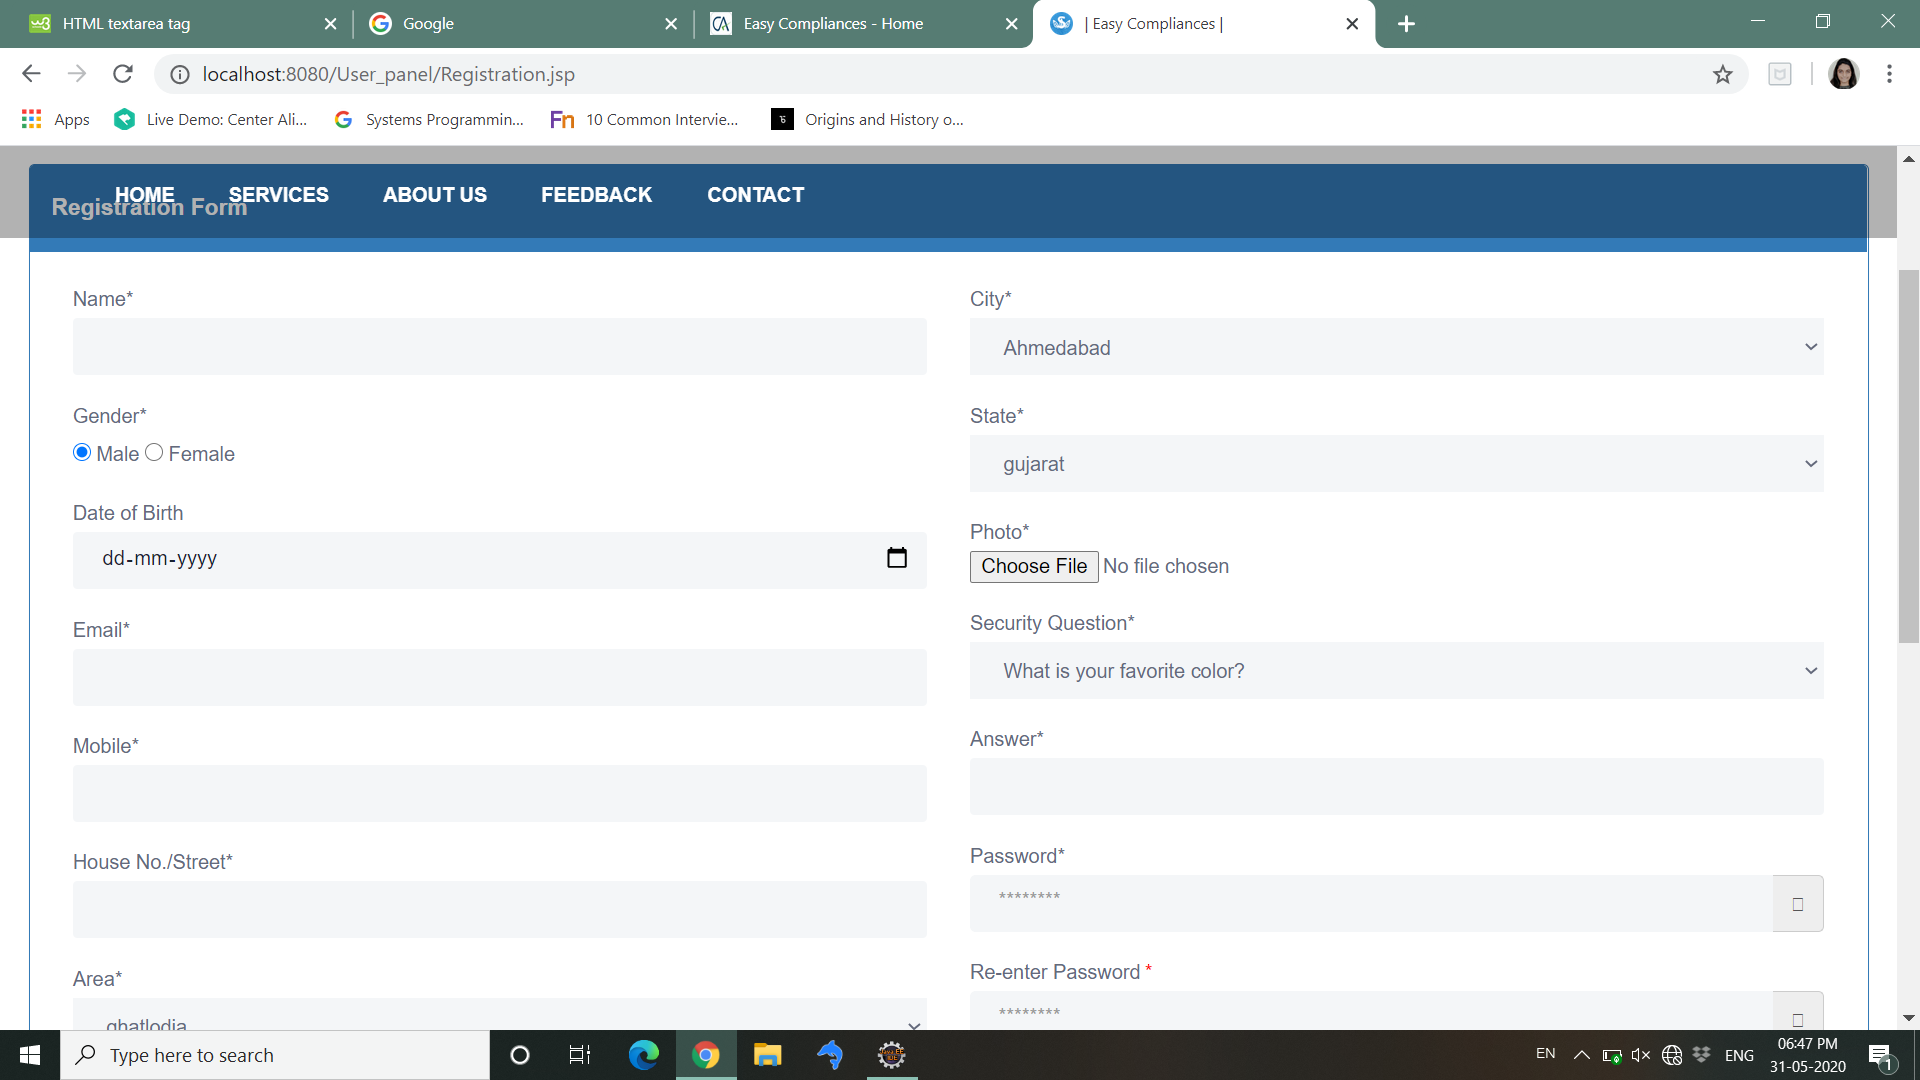 HTML textarea tag
Google
Easy Compliances - Home
| Easy Compliances |
localhost:8080/User_panel/Registration.jsp
Apps
Live Demo: Center Ali...
Systems Programmin...
Fn 10 Common Intervie...
Origins and History o...
HOME SERVICES ABOUT US FEEDBACK CONTACT
Registration Form
Name*
City*
Ahmedabad
Gender*
State*
Male Female
gujarat
Date of Birth
Photo*
dd-mm-yyyy
Choose File No file chosen
Email*
Security Question*
What is your favorite color?
Mobile*
Answer*
House No./Street*
Password*
********
Area*
Re-enter Password *
ghatlodia
********
Type here to search
EN
ENG
06:47 PM
31-05-2020
1